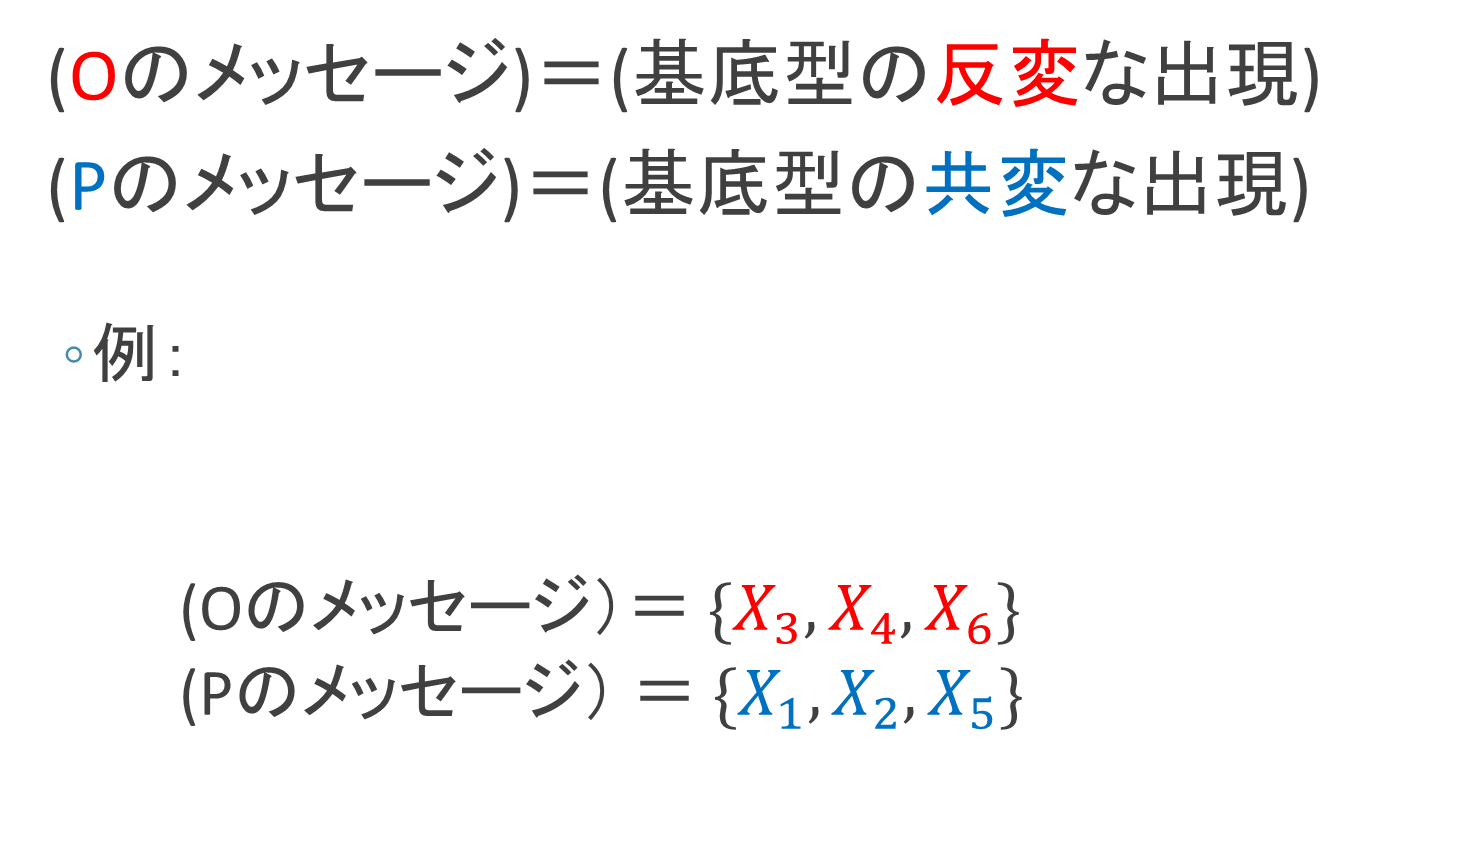 (Oのメッセージ)＝(基底型の反変な出現)
(Pのメッセージ)＝(基底型の共変な出現)
◦例：
(Oのメッセージ）＝ {𝑋₃, 𝑋₄, 𝑋₆}
(Pのメッセージ） ＝ {𝑋₁, 𝑋₂, 𝑋₅}